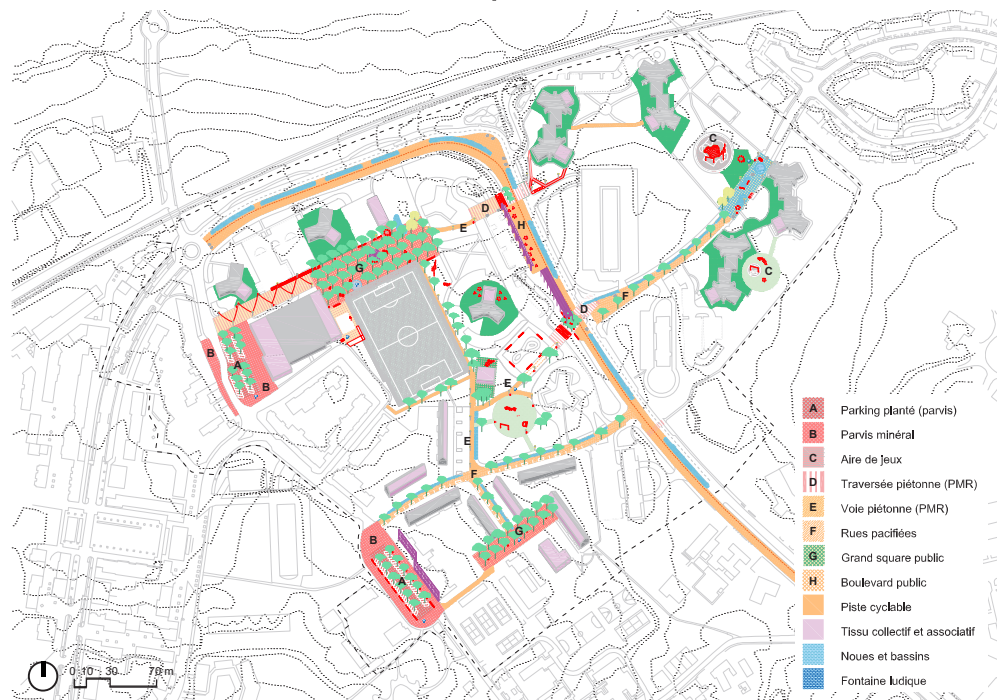 C
D
E
H
G
C
F
D
B
A
B
E
E
F
G
B
A
A Parking planté (parvis)
B Parvis minéral
C Aire de jeux
D Traversée piétonne (PMR)
E Voie piétonne (PMR)
F Rues pacifiées
G Grand square public
H Boulevard public
Piste cyclable
Tissu collectif et associatif
Noues et bassins
Fontaine ludique
0 10 30 70 m